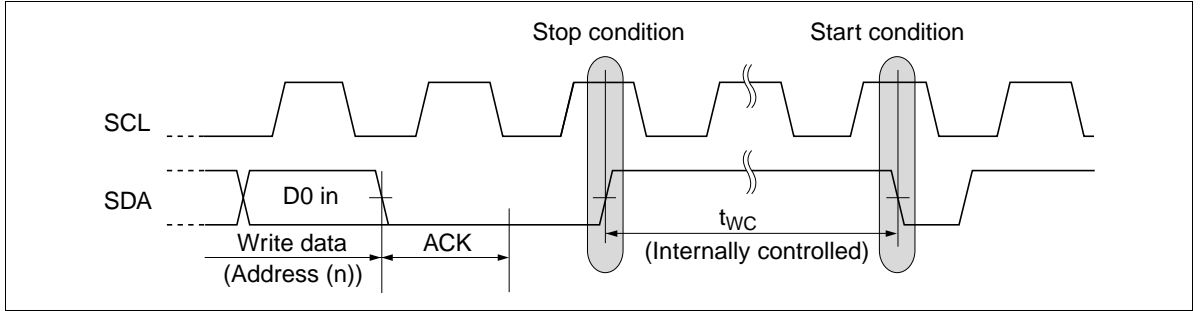 Stop condition
Start condition
SCL
SDA
D0 in
Write data
(Address (n))
ACK
tWC
(Internally controlled)